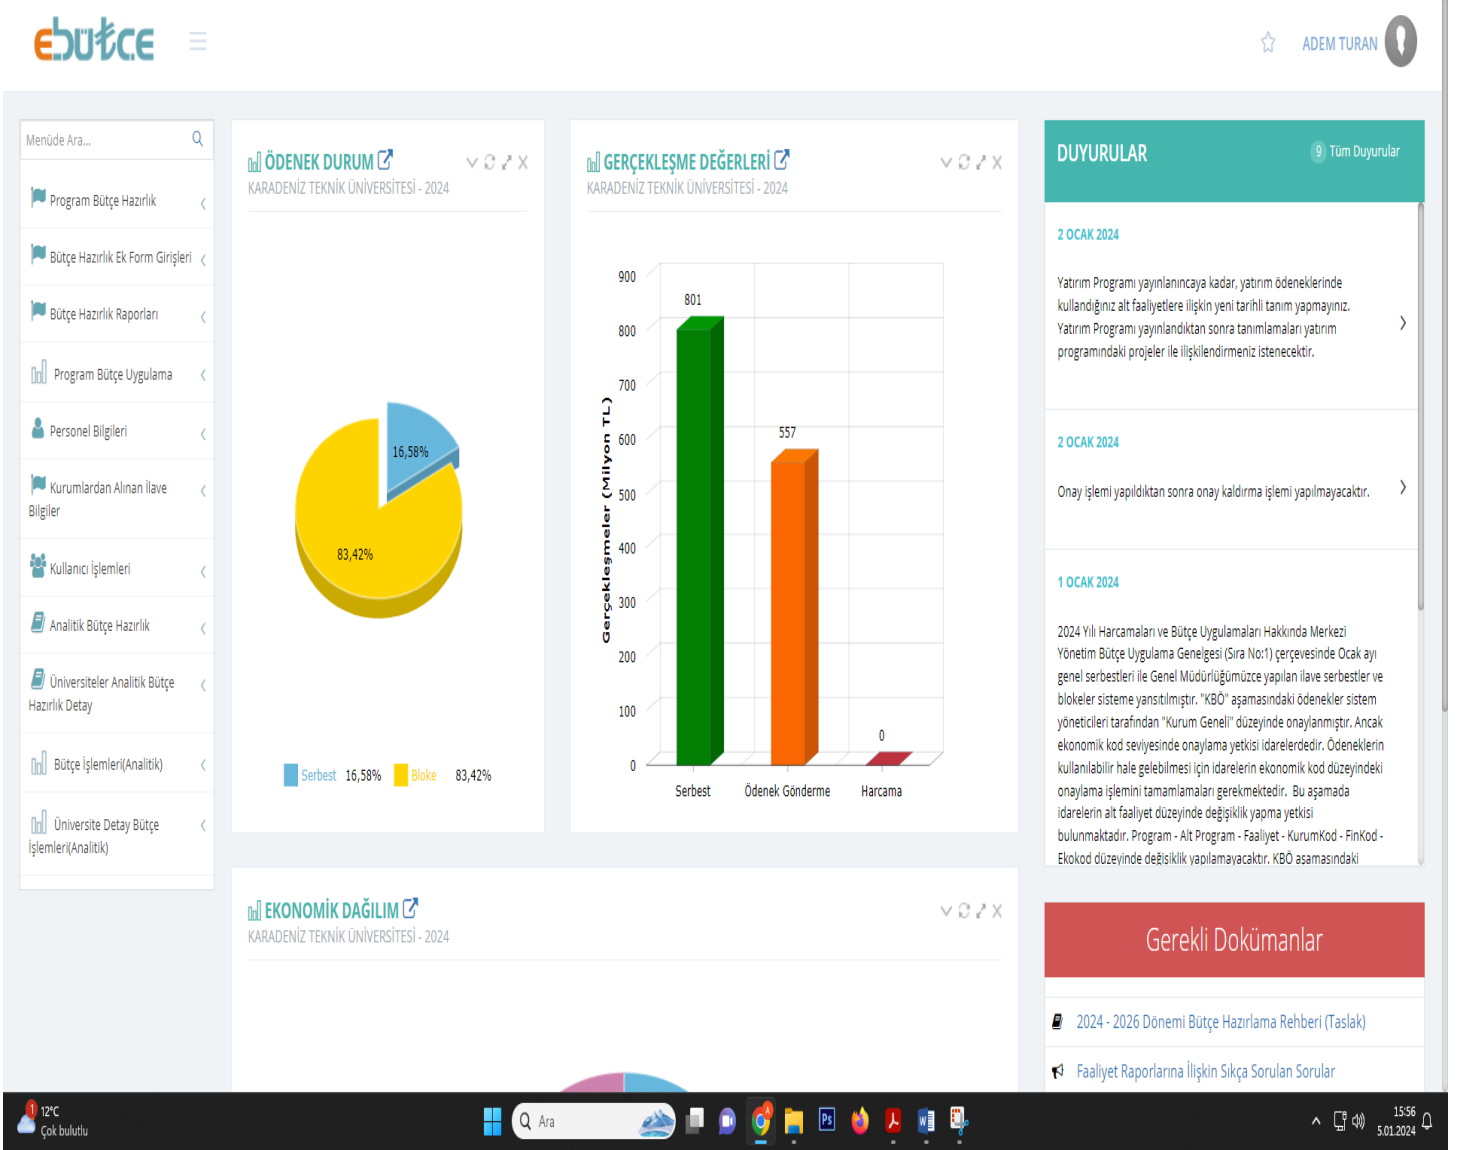 ebütçe
ADEM TURAN
Menüde Ara...
Program Bütçe Hazırlık
Bütçe Hazırlık Ek Form Girişleri
Bütçe Hazırlık Raporları
Program Bütçe Uygulama
Personel Bilgileri
Kurumlardan Alınan İlave
Bilgiler
Kullanıcı İşlemleri
Analitik Bütçe Hazırlık
Üniversiteler Analitik Bütçe
Hazırlık Detay
Bütçe İşlemleri(Analitik)
Üniversite Detay Bütçe
İşlemleri(Analitik)
ÖDENEK DURUM
KARADENİZ TEKNİK ÜNİVERSİTESİ - 2024
16,58%
83,42%
Serbest 16,58% Bloke 83,42%
GERÇEKLEŞME DEĞERLERİ
KARADENİZ TEKNİK ÜNİVERSİTESİ - 2024
Gerçekleşmeler (Milyon TL)
900
800
700
600
500
400
300
200
100
0
801
557
0
Serbest Ödenek Gönderme Harcama
EKONOMİK DAĞILIM
KARADENİZ TEKNİK ÜNİVERSİTESİ - 2024
DUYURULAR
9 Tüm Duyurular
2 OCAK 2024
Yatırım Programı yayınlanıncaya kadar, yatırım ödeneklerinde
kullandığınız alt faaliyetlere ilişkin yeni tarihli tanım yapmayınız.
Yatırım Programı yayınlandıktan sonra tanımlamaları yatırım
programındaki projeler ile ilişkilendirmeniz istenecektir.
2 OCAK 2024
Onay işlemi yapıldıktan sonra onay kaldırma işlemi yapılmayacaktır.
1 OCAK 2024
2024 Yılı Harcamaları ve Bütçe Uygulamaları Hakkında Merkezi
Yönetim Bütçe Uygulama Genelgesi (Sıra No:1) çerçevesinde Ocak ayı
genel serbestleri ile Genel Müdürlüğümüzce yapılan ilave serbestler ve
blokeler sisteme yansıtılmıştır. "KBÖ" aşamasındaki ödenekler sistem
yöneticileri tarafından "Kurum Geneli" düzeyinde onaylanmıştır. Ancak
ekonomik kod seviyesinde onaylama yetkisi idarelerdedir. Ödeneklerin
kullanılabilir hale gelebilmesi için idarelerin ekonomik kod düzeyindeki
onaylama işlemini tamamlamaları gerekmektedir. Bu aşamada
idarelerin alt faaliyet düzeyinde değişiklik yapma yetkisi
bulunmaktadır. Program - Alt Program - Faaliyet - KurumKod - FinKod -
Ekokod düzeyinde değişiklik yapılamayacaktır. KBÖ aşamasındaki
Gerekli Dokümanlar
2024 - 2026 Dönemi Bütçe Hazırlama Rehberi (Taslak)
Faaliyet Raporlarına İlişkin Sıkça Sorulan Sorular
1
12°C
Çok bulutlu
Ara
A
Ps
15:56
5.01.2024